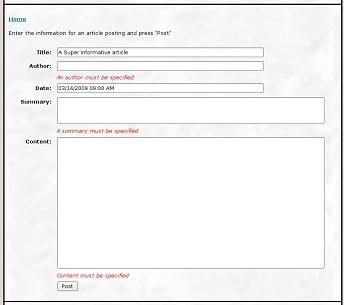 Home
Enter the information for an article posting and press "Post"
Title: A Super Informative article
Author:
An author must be specified
Date: 03/14/2009 09:00 AM
Summary:
A summary must be specified
Content:
Content must be specified
Post